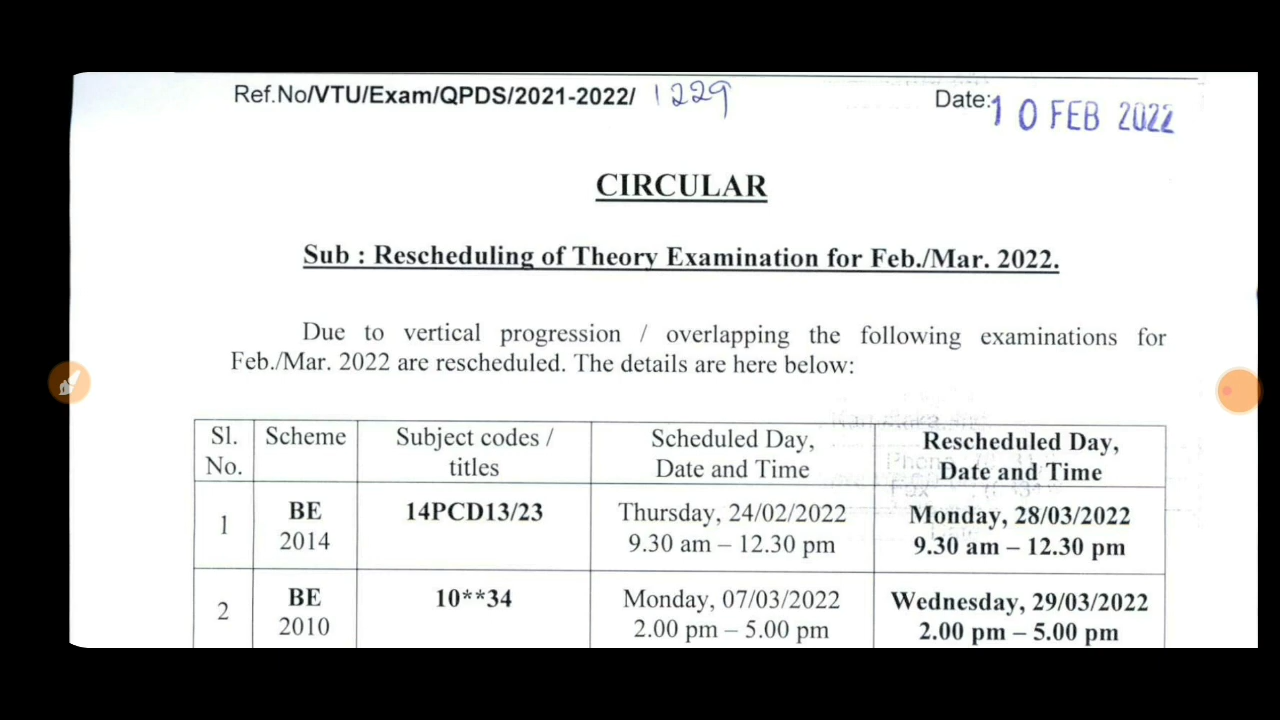 Ref.No/VTU/Exam/QPDS/2021-2022/ 1229 Date: 10 FEB 2022
CIRCULAR
Sub : Rescheduling of Theory Examination for Feb./Mar. 2022.
Due to vertical progression / overlapping the following examinations for
Feb./Mar. 2022 are rescheduled. The details are here below:
Sl. Scheme Subject codes / Scheduled Day, Rescheduled Day,
No. titles Date and Time Date and Time
1 BE 14PCD13/23 Thursday, 24/02/2022 Monday, 28/03/2022
2014 9.30 am – 12.30 pm 9.30 am – 12.30 pm
2 BE 10**34 Monday, 07/03/2022 Wednesday, 29/03/2022
2010 2.00 pm – 5.00 pm 2.00 pm – 5.00 pm